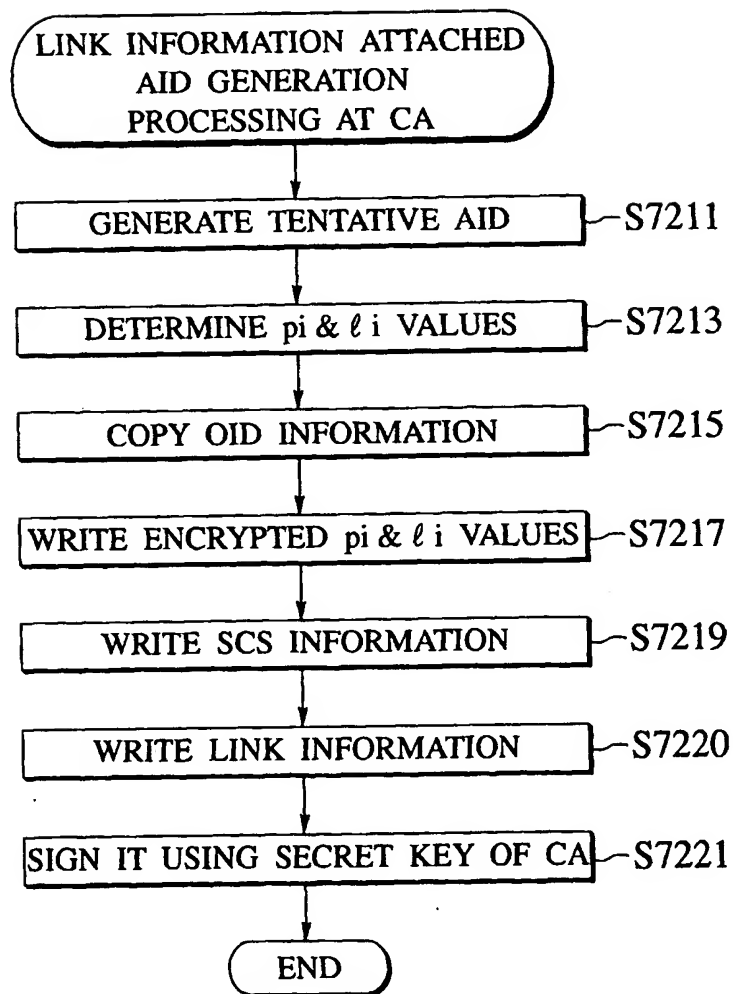 LINK INFORMATION ATTACHED
AID GENERATION
PROCESSING AT CA
GENERATE TENTATIVE AID
S7211
DETERMINE pi & ℓ i VALUES
S7213
COPY OID INFORMATION
S7215
WRITE ENCRYPTED pi & ℓ i VALUES
S7217
WRITE SCS INFORMATION
S7219
WRITE LINK INFORMATION
S7220
SIGN IT USING SECRET KEY OF CA
S7221
END